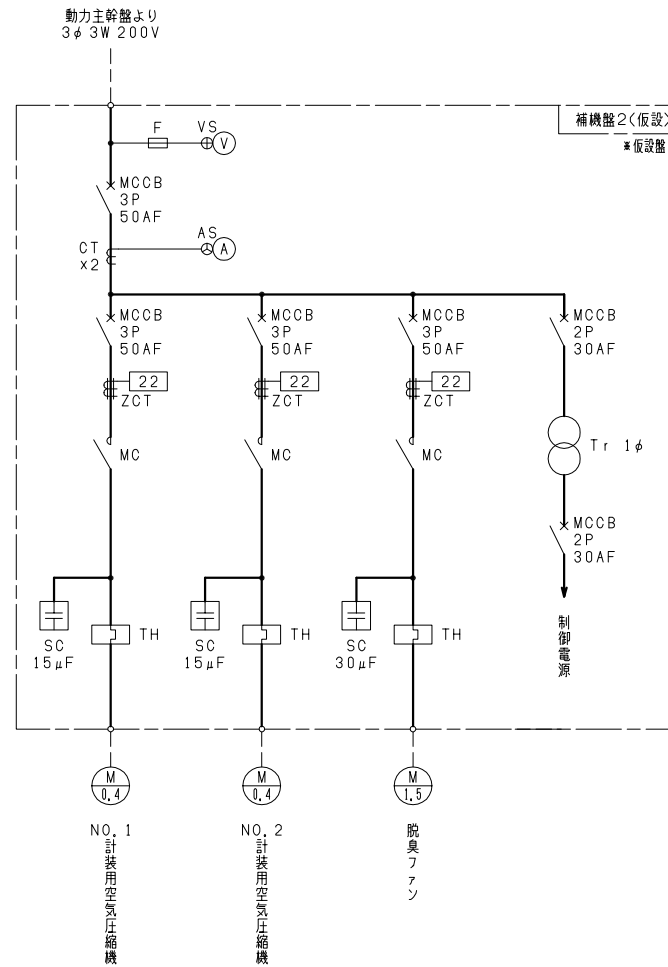 動力主幹盤より
3φ 3W 200V
補機盤2(仮設)
※仮設盤
F
VS
V
MCCB
3P
50AF
CT
x2
AS
A
MCCB
3P
50AF
MCCB
3P
50AF
MCCB
3P
50AF
MCCB
2P
30AF
22
ZCT
22
ZCT
22
ZCT
MC
MC
MC
Tr 1φ
MCCB
2P
30AF
SC
15μF
TH
SC
15μF
TH
SC
30μF
TH
制御電源
M
0.4
M
0.4
M
1.5
NO.1
計装用空気圧縮機
NO.2
計装用空気圧縮機
脱臭ファン